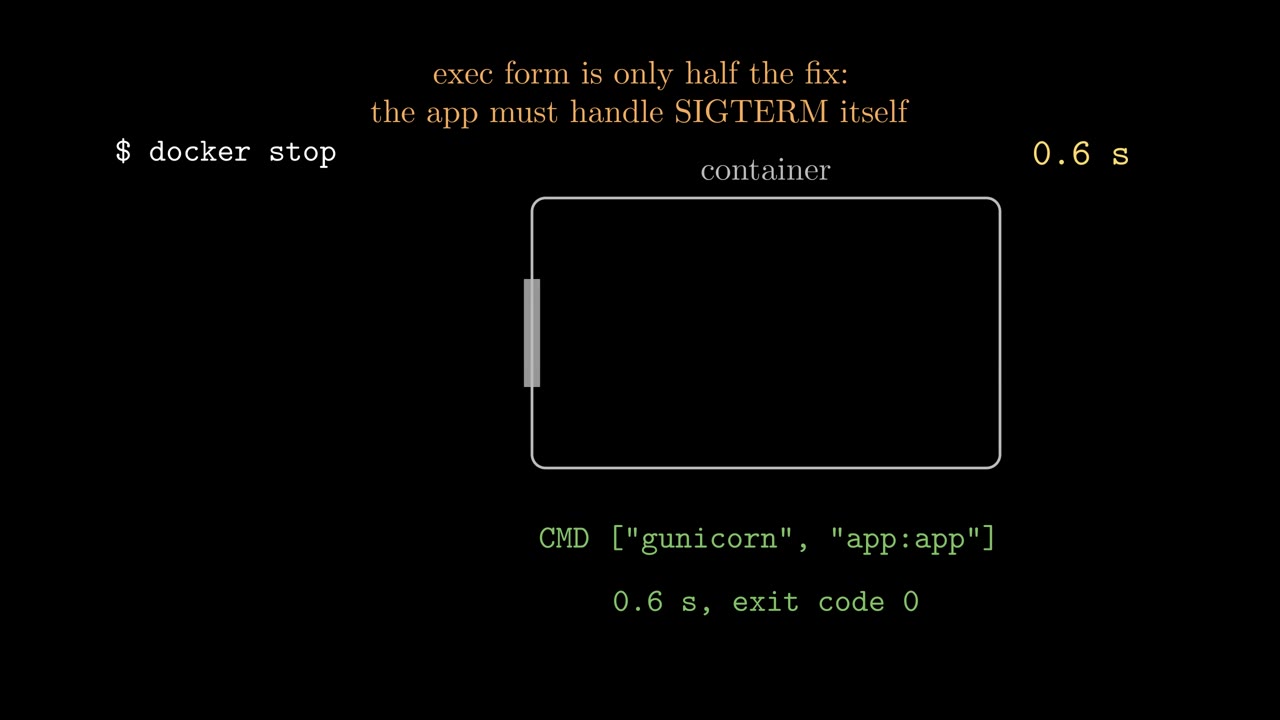 exec form is only half the fix:
the app must handle SIGTERM itself
$ docker stop
0.6 s
container
CMD ["gunicorn", "app:app"]
0.6 s, exit code 0